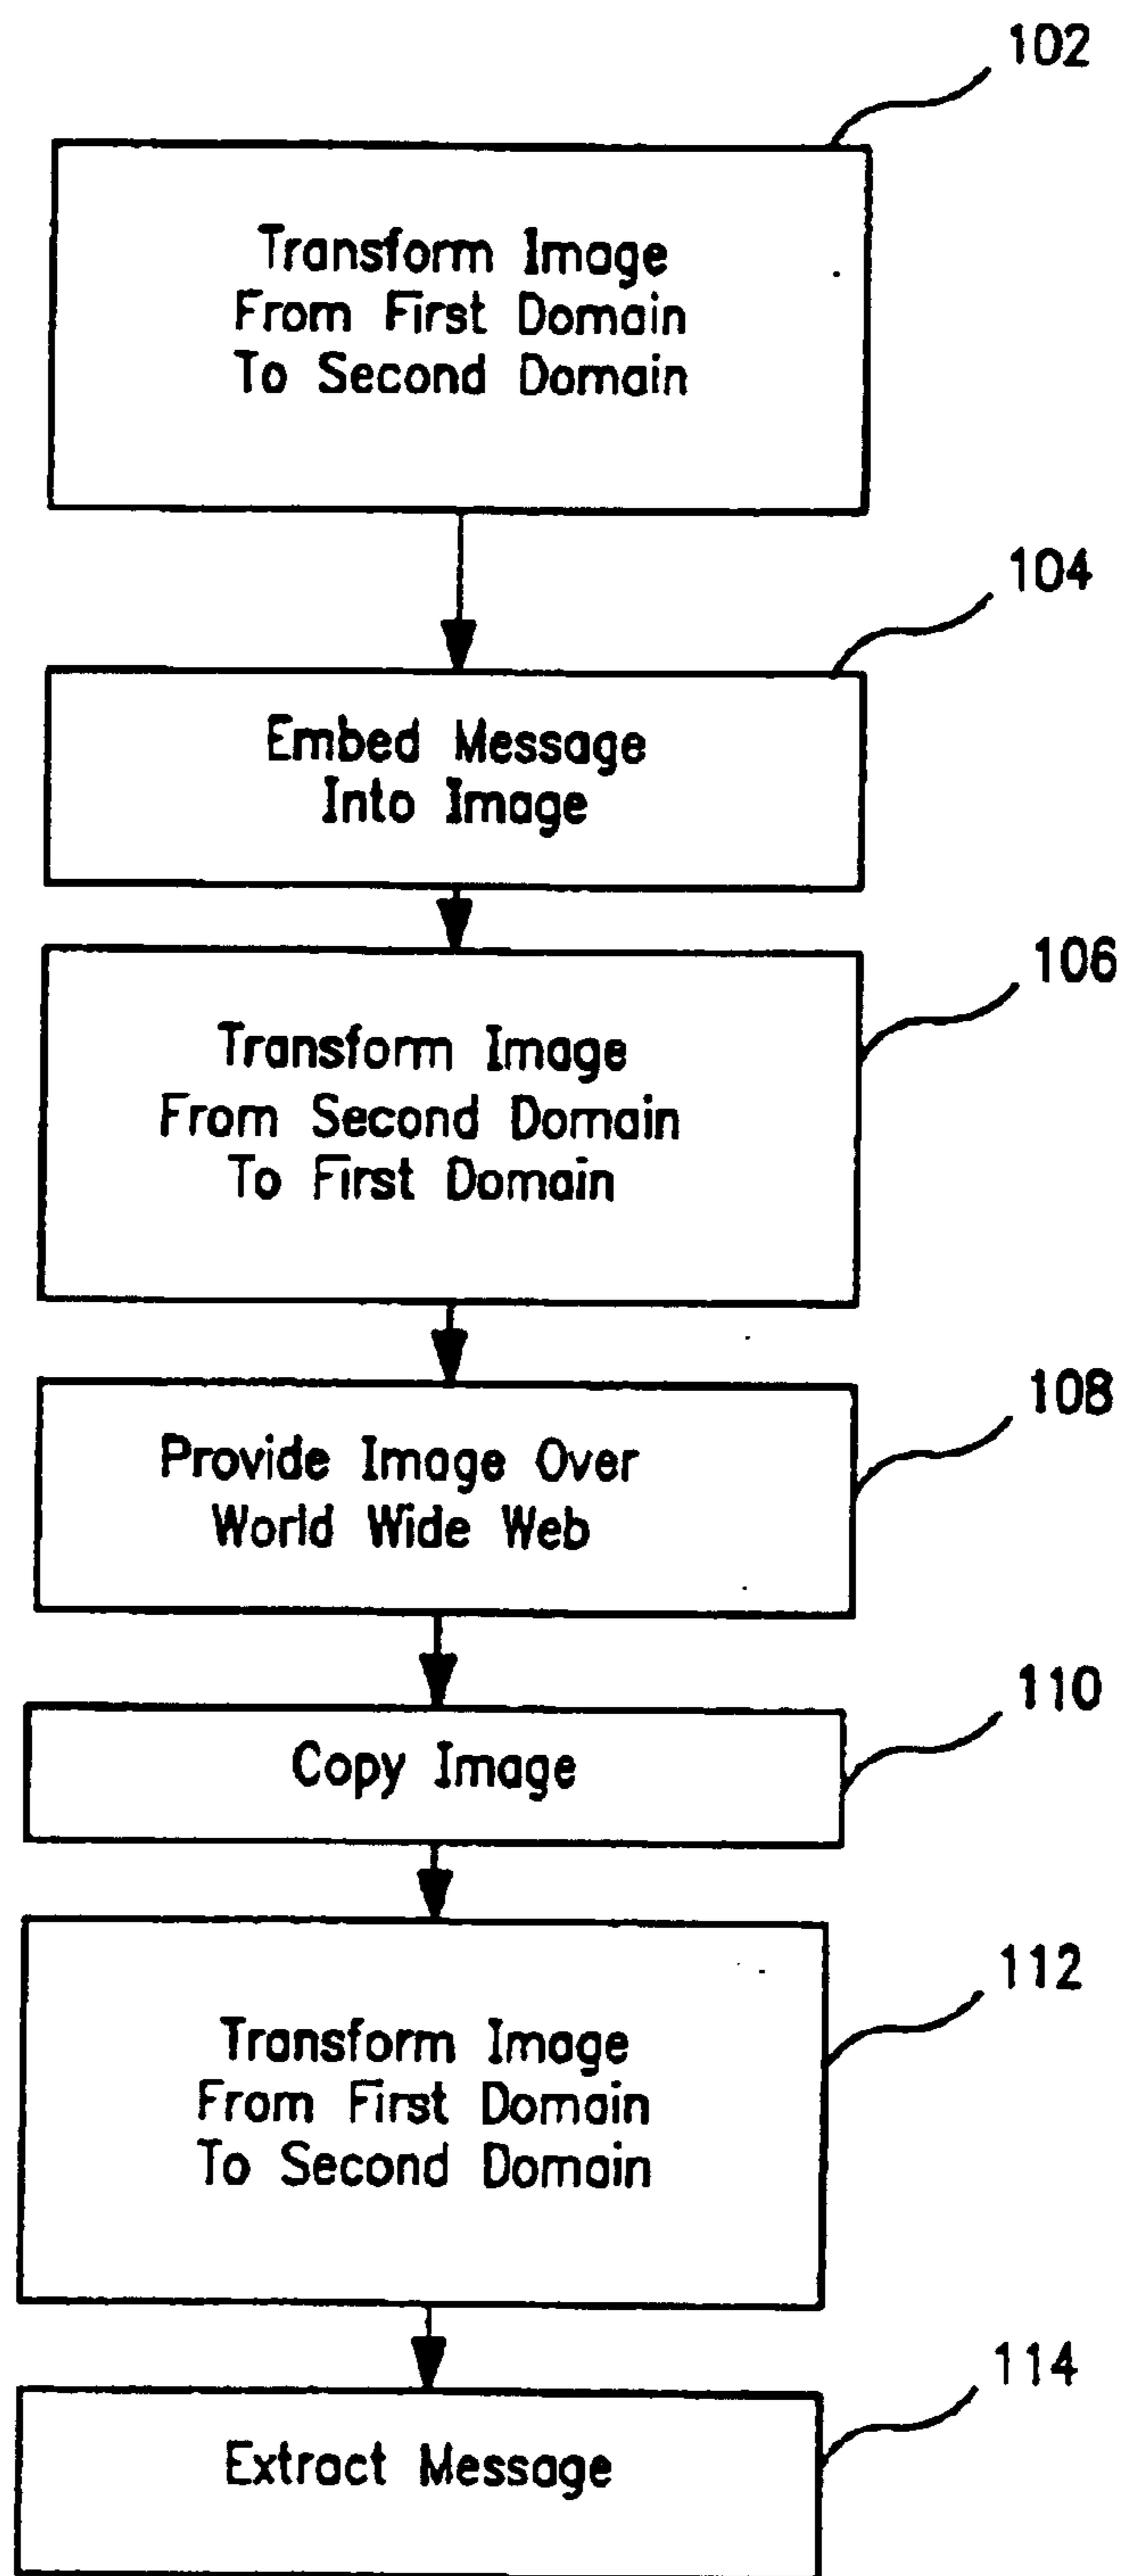 102
Transform Image
From First Domain
To Second Domain
104
Embed Message
Into Image
106
Transform Image
From Second Domain
To First Domain
108
Provide Image Over
World Wide Web
110
Copy Image
112
Transform Image
From First Domain
To Second Domain
114
Extract Message